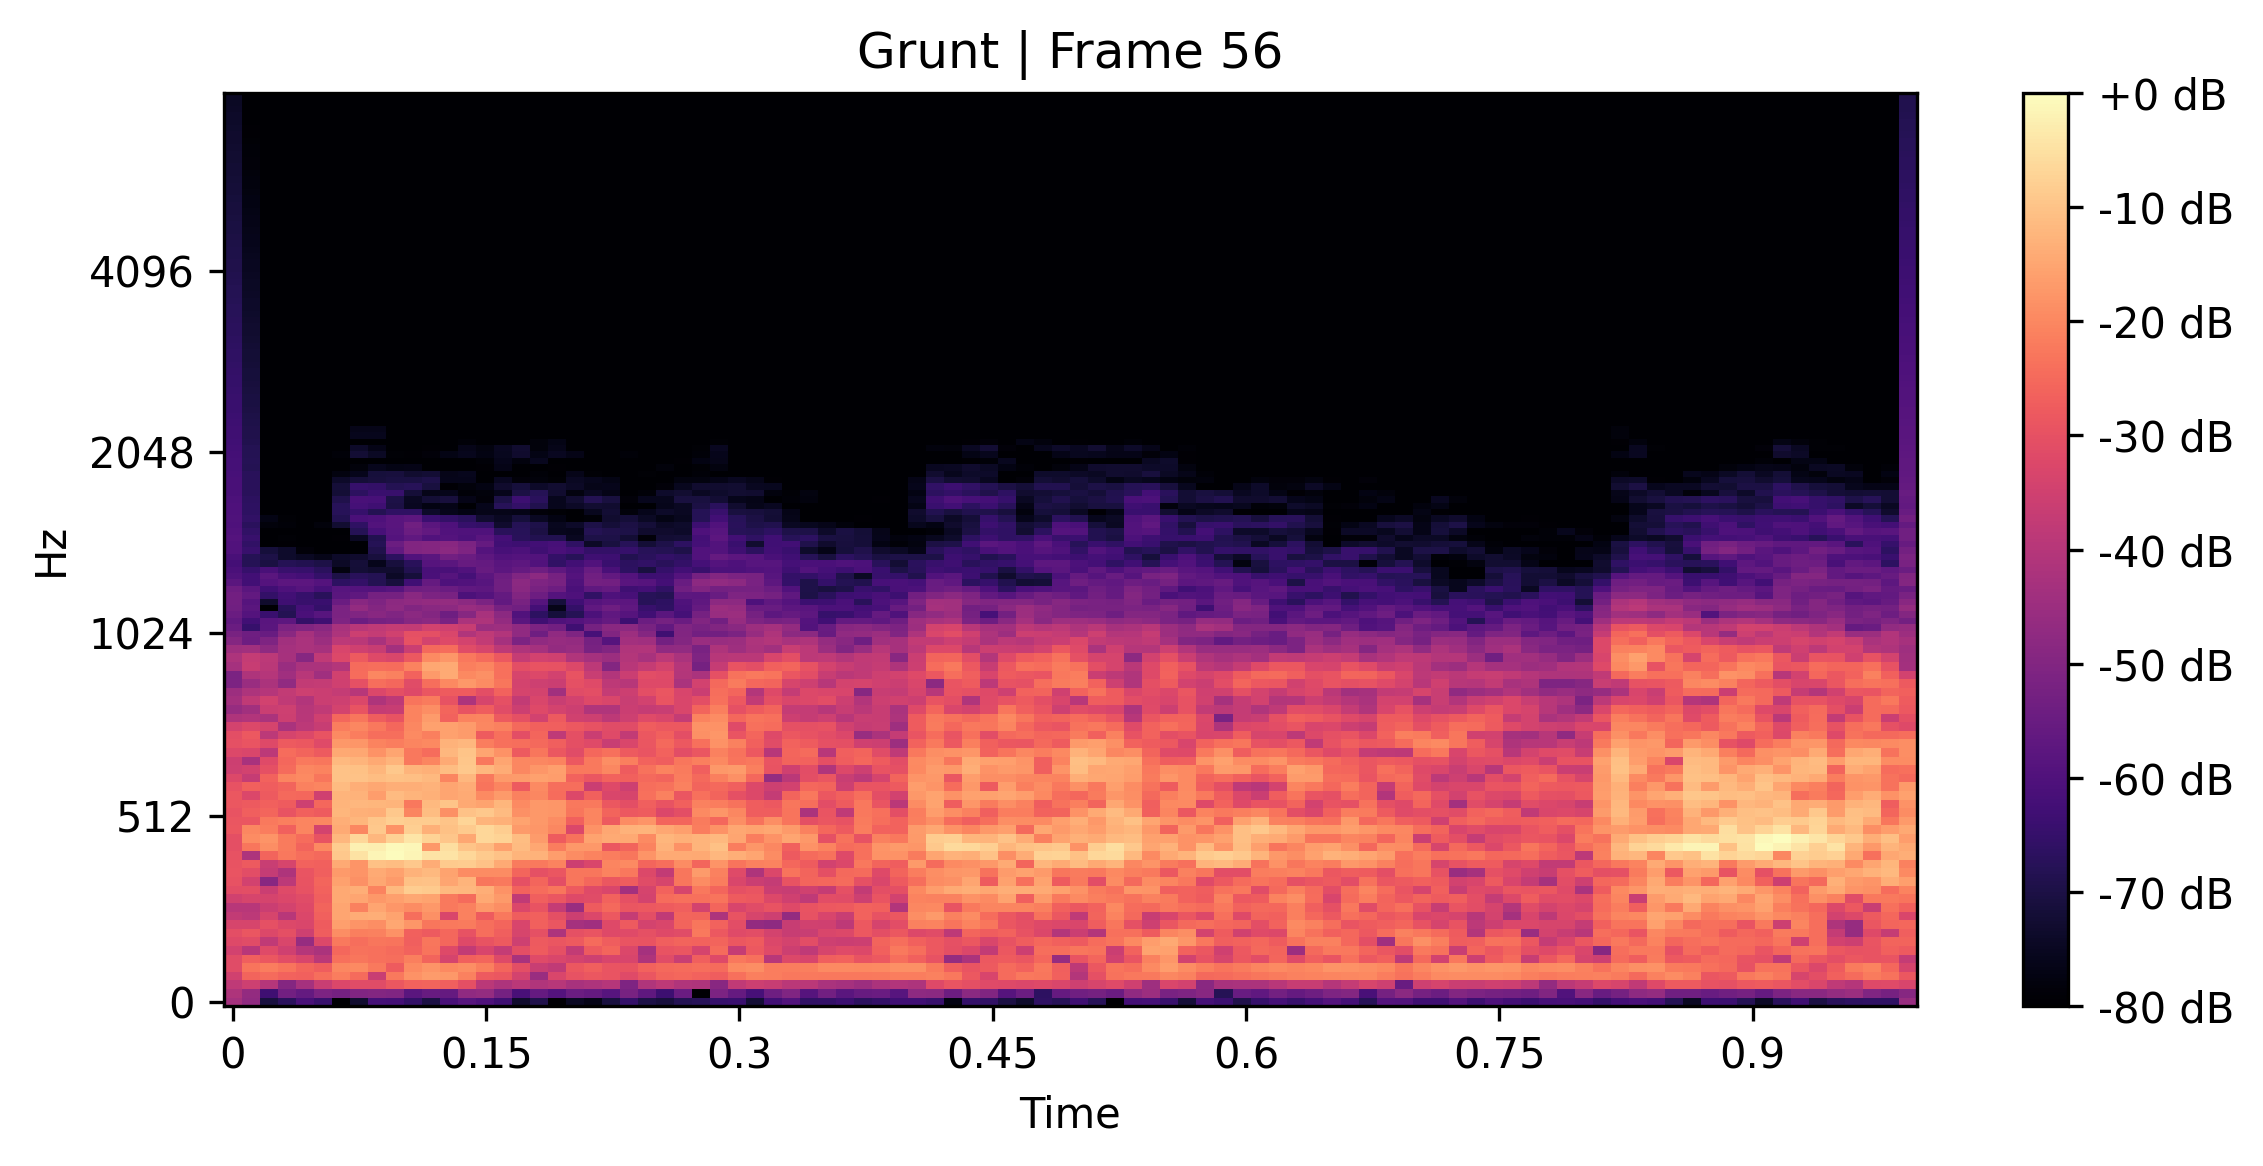 Grunt | Frame 56
+0 dB
-10 dB
-20 dB
-30 dB
-40 dB
-50 dB
-60 dB
-70 dB
-80 dB
Hz
4096
2048
1024
512
0
0 0.15 0.3 0.45 0.6 0.75 0.9
Time